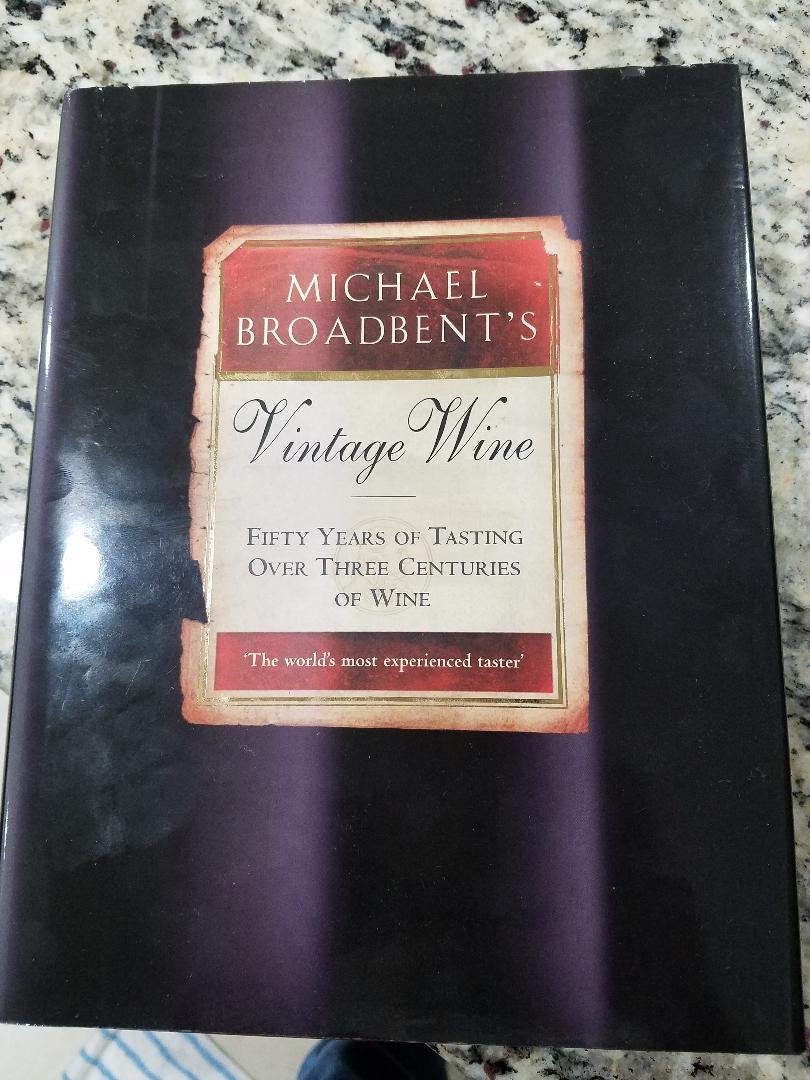 MICHAEL
BROADBENT'S
Vintage Wine
FIFTY YEARS OF TASTING
OVER THREE CENTURIES
OF WINE
'The world's most experienced taster'